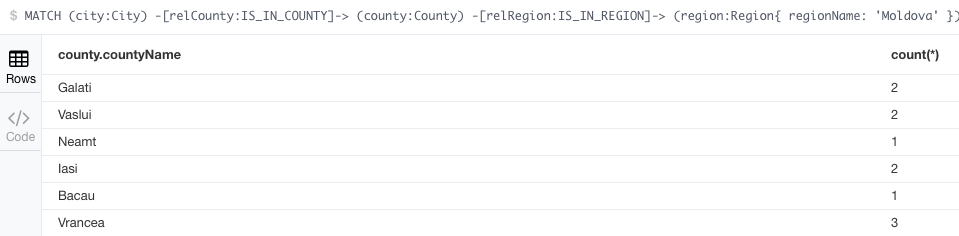 $ MATCH (city:City) -[relCounty:IS_IN_COUNTY]-> (county:County) -[relRegion:IS_IN_REGION]-> (region:Region{ regionName: 'Moldova' })
county.countyName count(*)
Rows
Galati 2
Vaslui 2
Code
Neamt 1
Iasi 2
Bacau 1
Vrancea 3